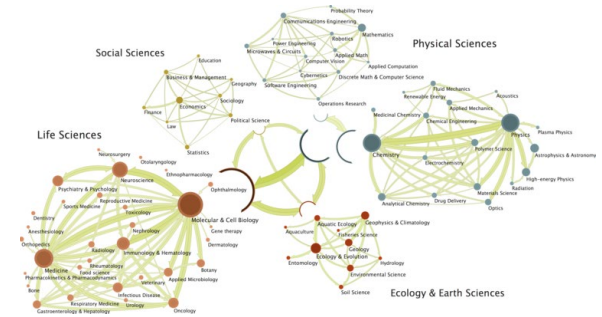 Probability Theory
Communications Engineering
Mathematics
Robotics
Power Engineering
Microwaves & Circuits
Applied Math
Computer Vision
Applied Computation
Cybernetics
Discrete Math & Computer Science
Software Engineering
Operations Research
Social Sciences
Education
Business & Management
Geography
Economics
Sociology
Finance
Political Science
Law
Statistics
Physical Sciences
Fluid Mechanics
Renewable Energy
Acoustics
Applied Mechanics
Medicinal Chemistry
Chemical Engineering
Physics
Plasma Physics
Chemistry
Polymer Science
Astrophysics & Astronomy
Electrochemistry
High-energy Physics
Radiation
Materials Science
Analytical Chemistry
Drug Delivery
Optics
Life Sciences
Neurosurgery
Otolaryngology
Neuroscience
Ethnopharmacology
Psychiatry & Psychology
Ophthalmology
Reproductive Medicine
Sports Medicine
Toxicology
Molecular & Cell Biology
Dentistry
Nephrology
Gene therapy
Anesthesiology
Orthopedics
Dermatology
Radiology
Immunology & Hematology
Rheumatology
Botany
Medicine
Food science
Pharmacokinetics & Pharmacodynamics
Veterinary
Applied Microbiology
Bone
Infectious Disease
Respiratory Medicine
Urology
Gastroenterology & Hepatology
Oncology
Aquatic Ecology
Geophysics & Climatology
Aquaculture
Fisheries Science
Geology
Ecology & Evolution
Entomology
Hydrology
Environmental Science
Soil Science
Ecology & Earth Sciences